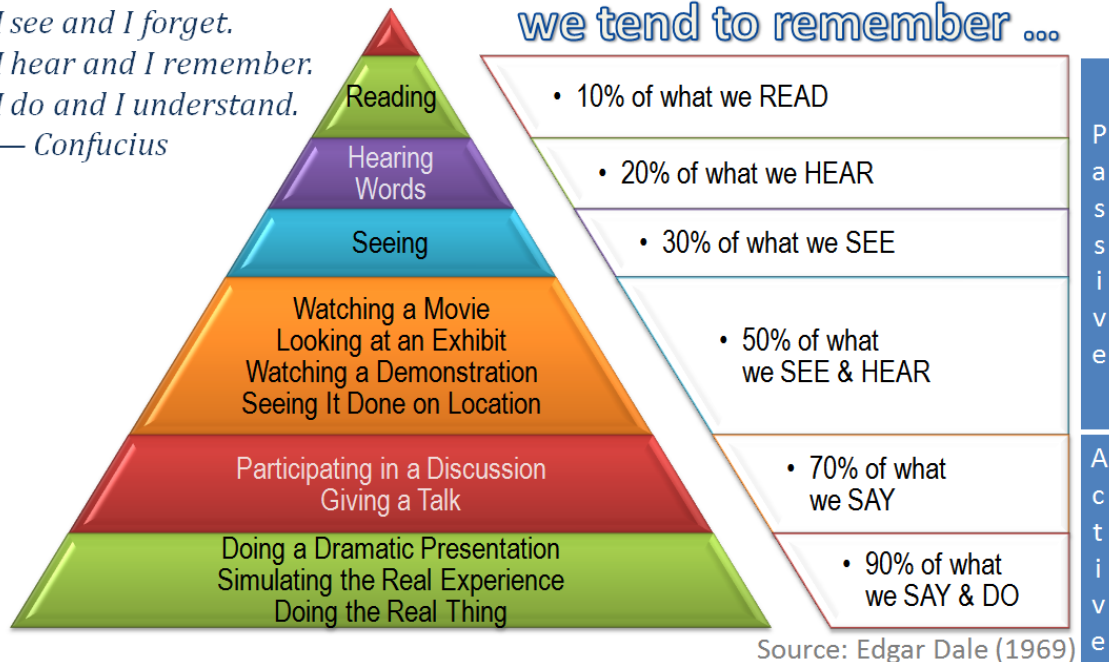 I see and I forget.
I hear and I remember.
I do and I understand.
— Confucius
we tend to remember ...
Reading
• 10% of what we READ
Hearing
Words
• 20% of what we HEAR
Seeing
• 30% of what we SEE
Watching a Movie
Looking at an Exhibit
Watching a Demonstration
Seeing It Done on Location
• 50% of what
we SEE & HEAR
Participating in a Discussion
Giving a Talk
• 70% of what
we SAY
Doing a Dramatic Presentation
Simulating the Real Experience
Doing the Real Thing
• 90% of what
we SAY & DO
Passive
Active
Source: Edgar Dale (1969)